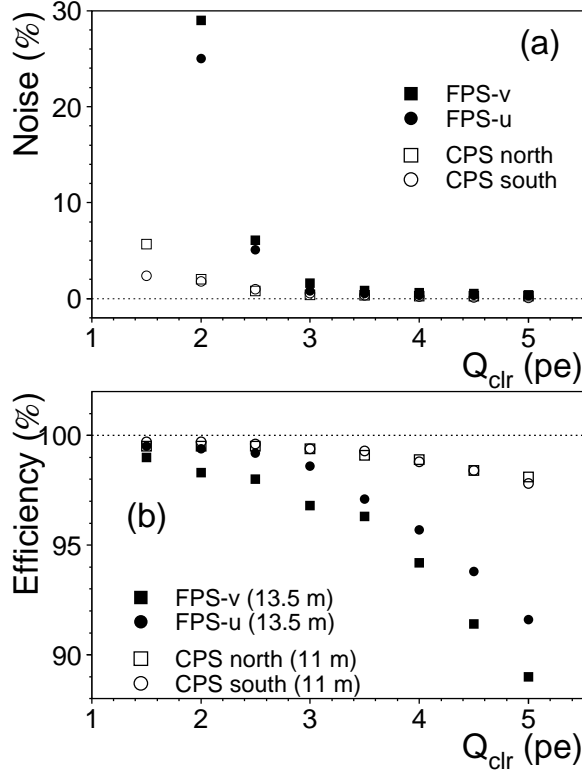 Noise (%)
30
20
10
0
(a)
FPS-v
FPS-u
CPS north
CPS south
1 2 3 4 5
Q_clr (pe)
Efficiency (%)
100
95
90
(b)
FPS-v (13.5 m)
FPS-u (13.5 m)
CPS north (11 m)
CPS south (11 m)
1 2 3 4 5
Q_clr (pe)